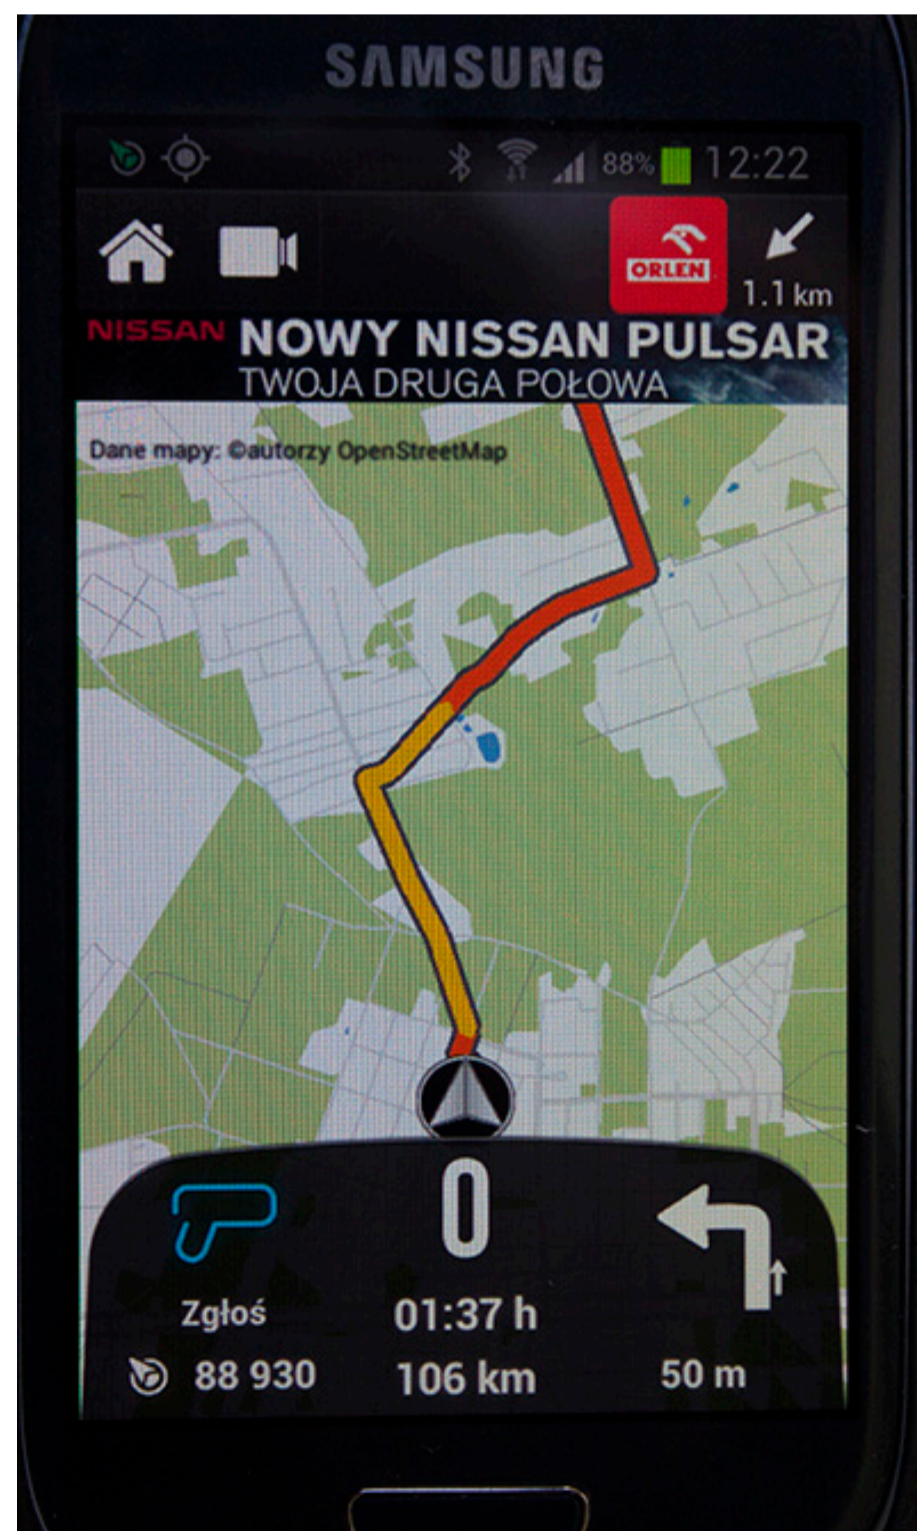 SAMSUNG
88% 12:22
ORLEN
1.1 km
NISSAN NOWY NISSAN PULSAR
TWOJA DRUGA POŁOWA
Dane mapy: ©autorzy OpenStreetMap
0
Zgłoś 01:37 h
88 930 106 km 50 m